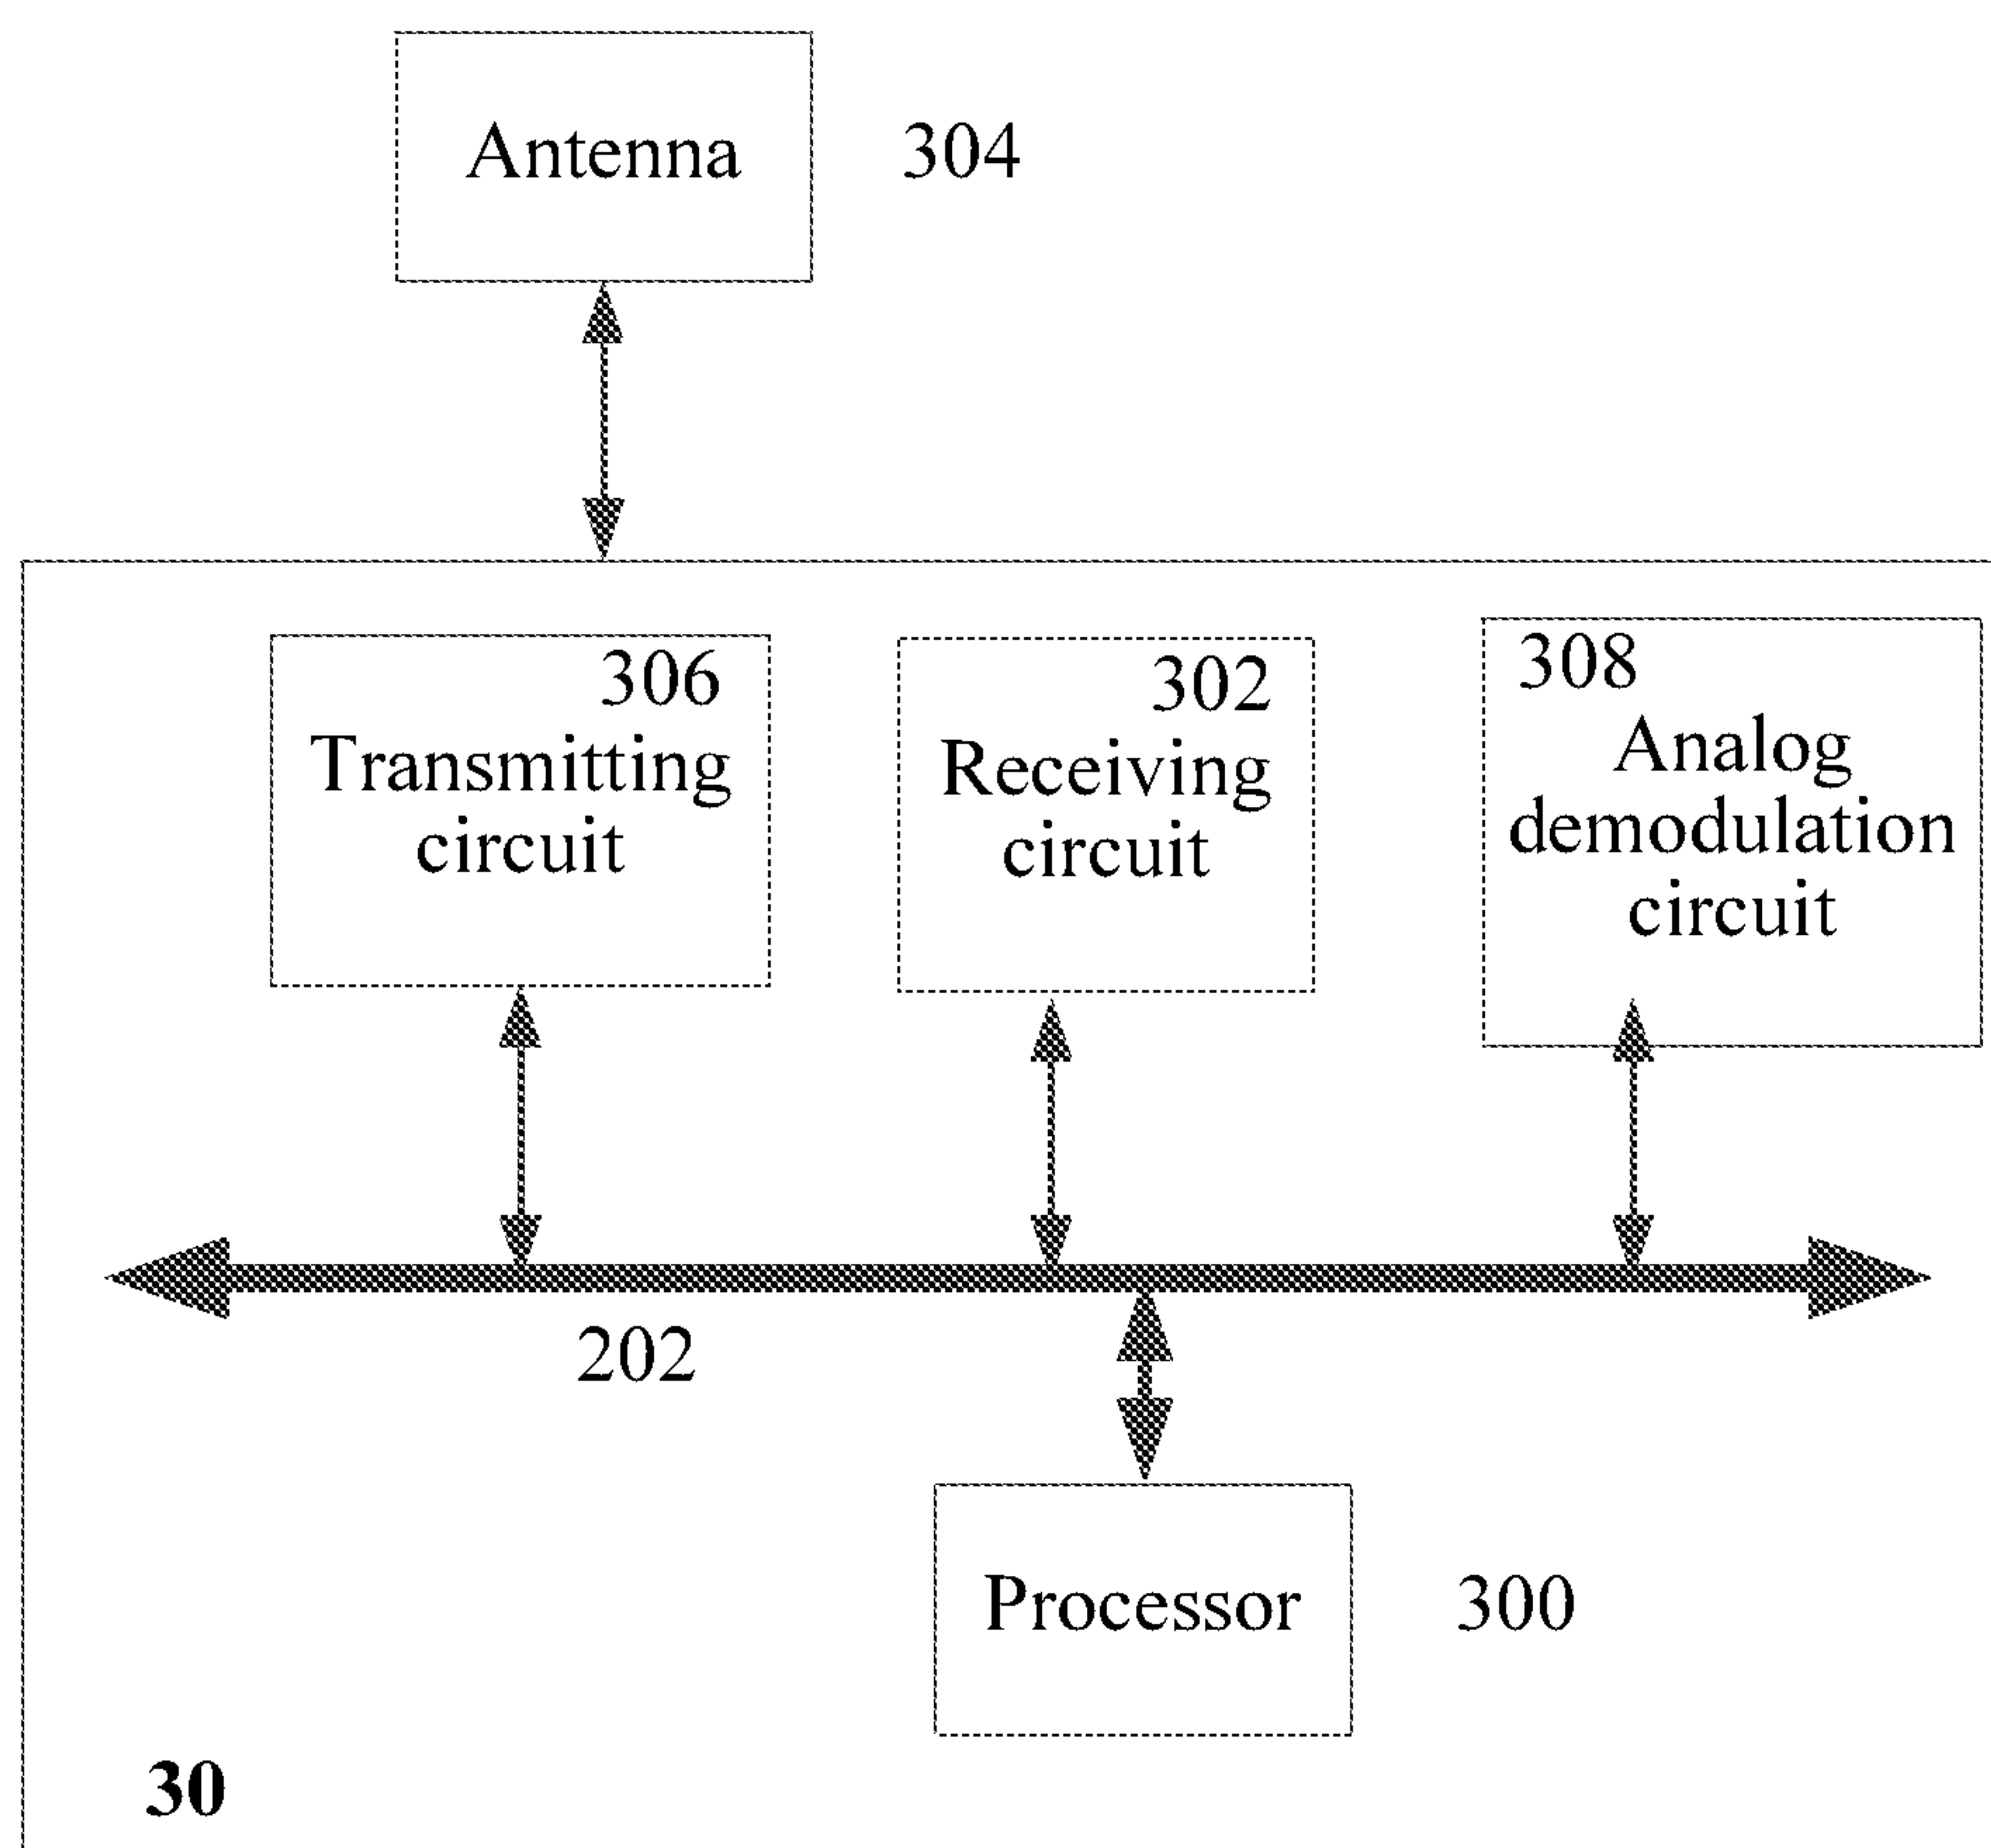 Antenna
304
306
Transmitting
circuit
302
Receiving
circuit
308
Analog
demodulation
circuit
202
Processor
300
30